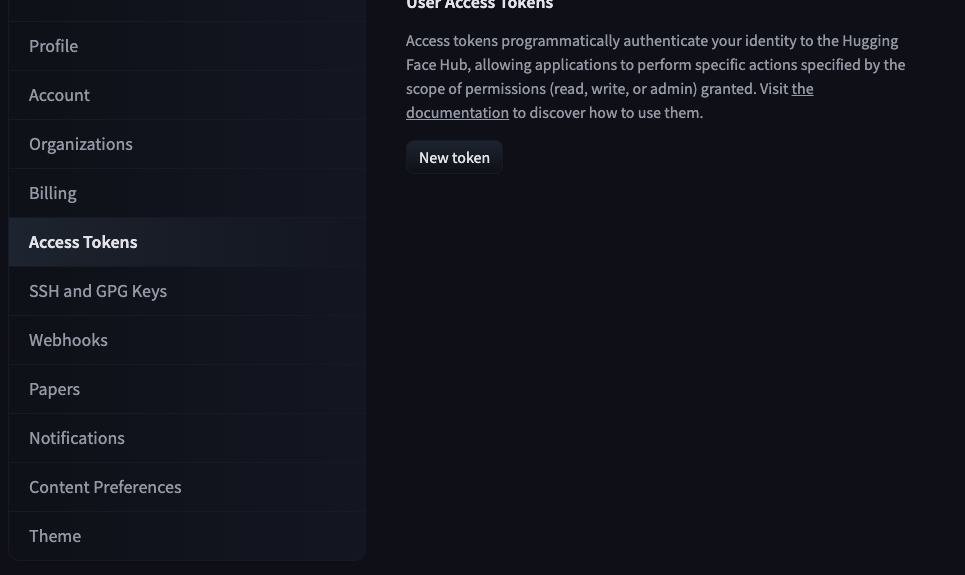 User Access Tokens
Profile
Access tokens programmatically authenticate your identity to the Hugging
Face Hub, allowing applications to perform specific actions specified by the
scope of permissions (read, write, or admin) granted. Visit the
documentation to discover how to use them.
New token
Account
Organizations
Billing
Access Tokens
SSH and GPG Keys
Webhooks
Papers
Notifications
Content Preferences
Theme